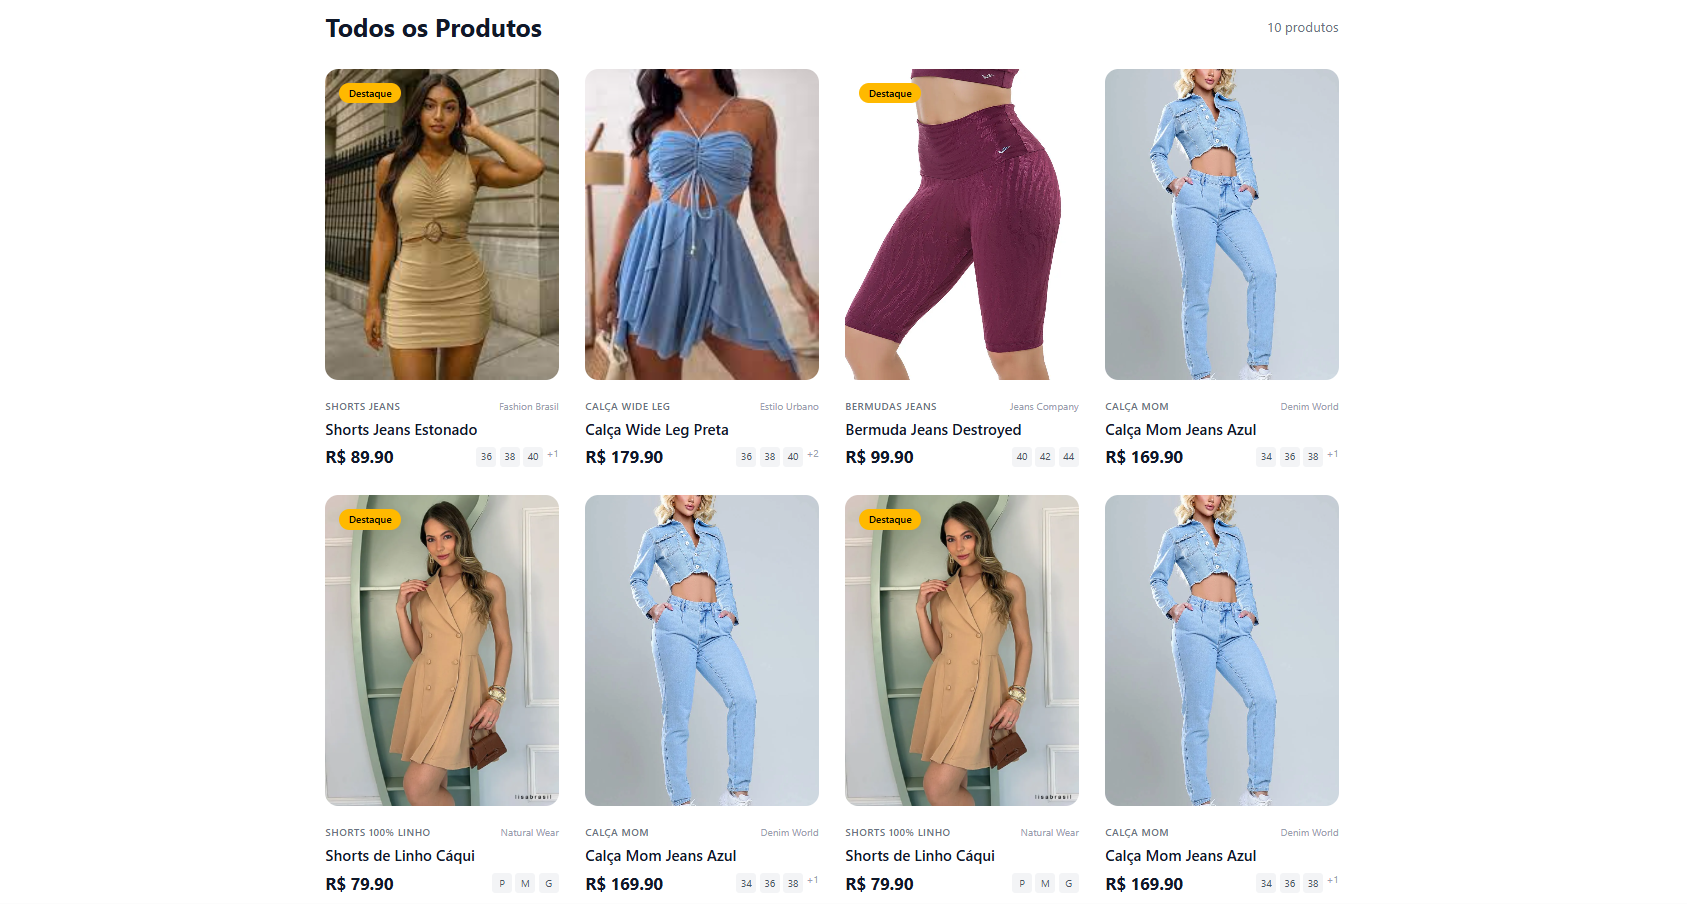 Todos os Produtos
10 produtos
Destaque
Destaque
SHORTS JEANS
Fashion Brasil
Shorts Jeans Estonado
R$ 89.90
36 38 40 +1
CALÇA WIDE LEG
Estilo Urbano
Calça Wide Leg Preta
R$ 179.90
36 38 40 +2
BERMUDAS JEANS
Jeans Company
Bermuda Jeans Destroyed
R$ 99.90
40 42 44
CALÇA MOM
Denim World
Calça Mom Jeans Azul
R$ 169.90
34 36 38 +1
Destaque
lisabrasil
Destaque
lisabrasil
SHORTS 100% LINHO
Natural Wear
Shorts de Linho Cáqui
R$ 79.90
P M G
CALÇA MOM
Denim World
Calça Mom Jeans Azul
R$ 169.90
34 36 38 +1
SHORTS 100% LINHO
Natural Wear
Shorts de Linho Cáqui
R$ 79.90
P M G
CALÇA MOM
Denim World
Calça Mom Jeans Azul
R$ 169.90
34 36 38 +1